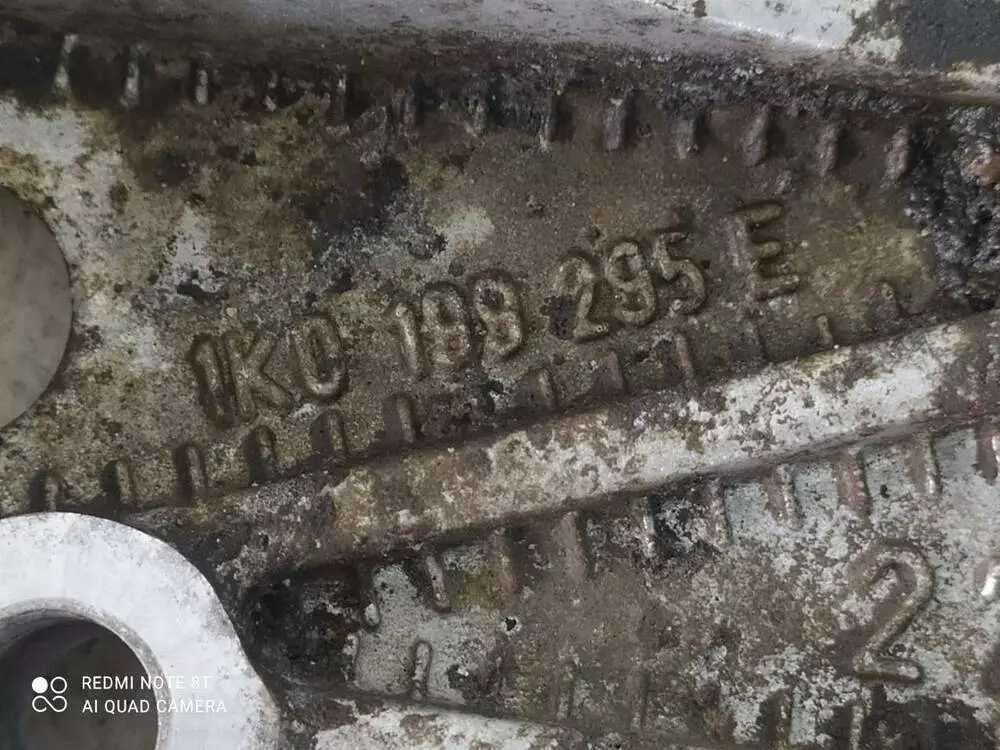 1K0 199 295 E
2
REDMI NOTE 8T
AI QUAD CAMERA